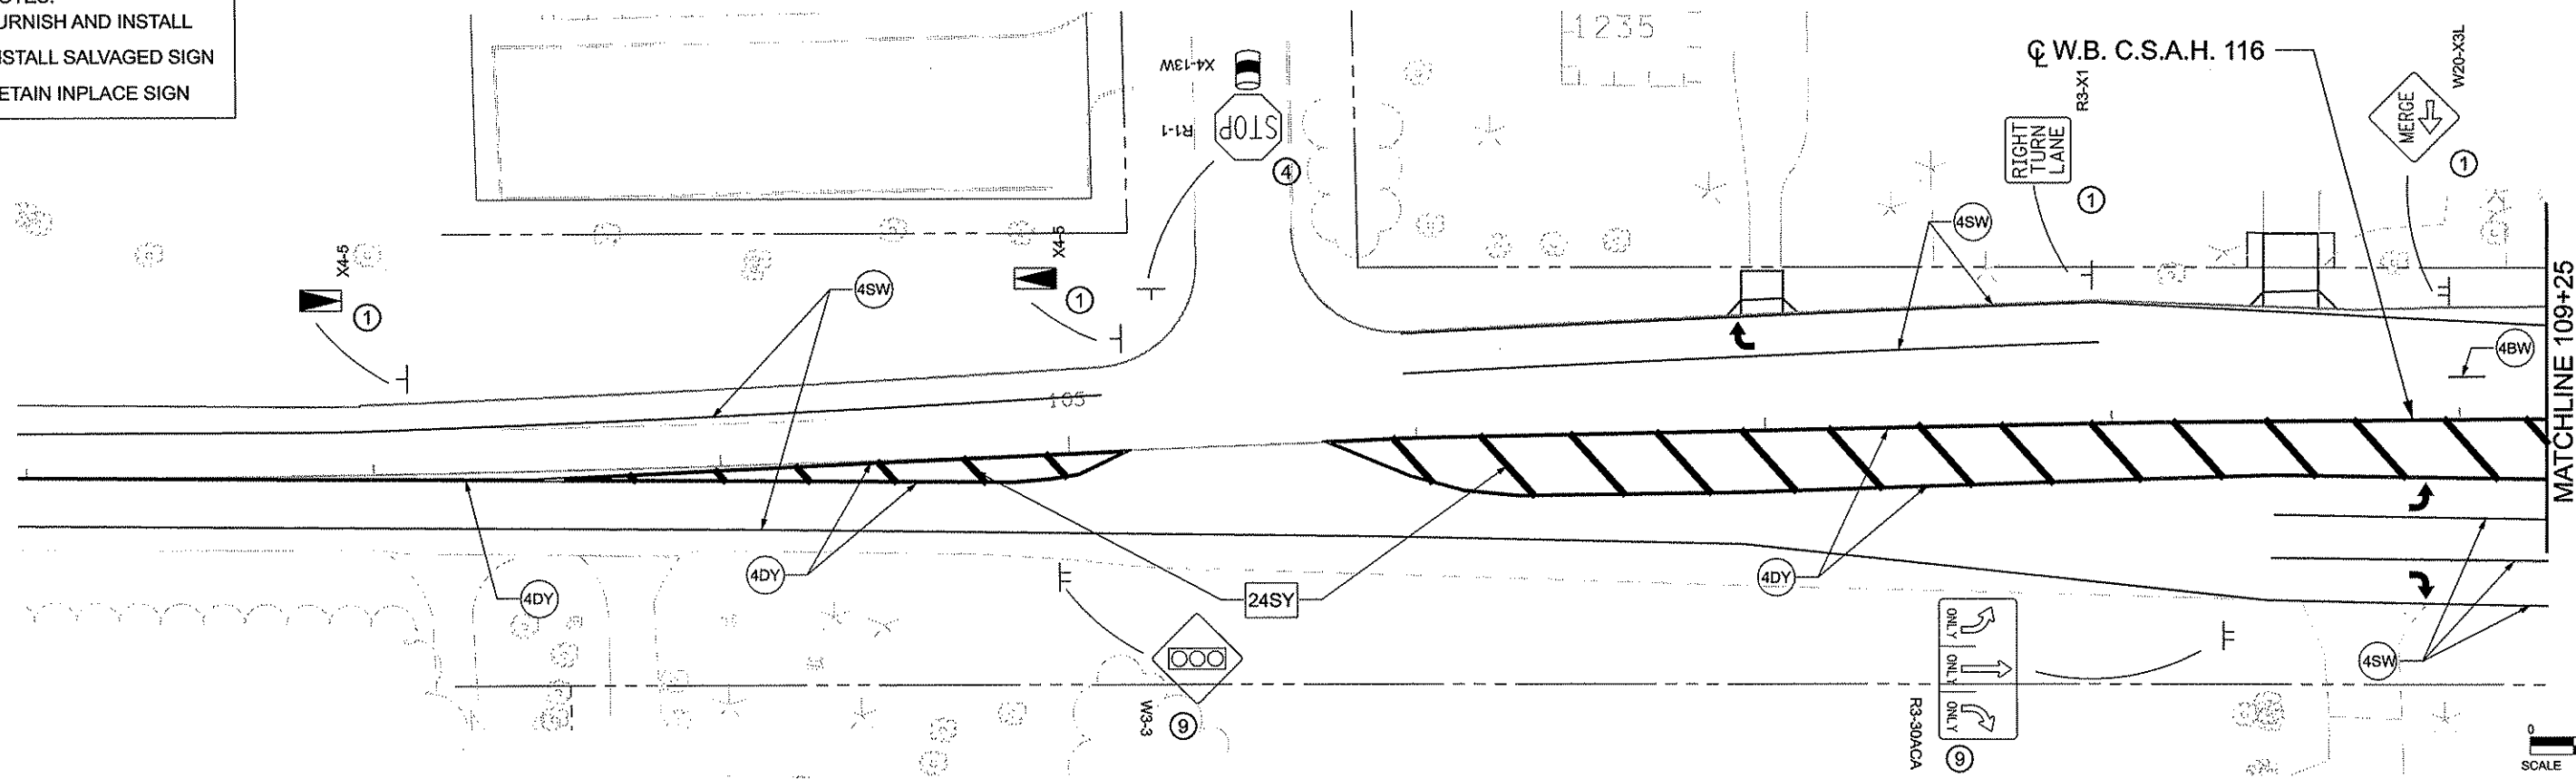 URNISH AND INSTALL
NSTALL SALVAGED SIGN
ETAIN INPLACE SIGN
1235
℄ W.B. C.S.A.H. 116
X4-13W
R1-1
STOP
4
R3-X1
RIGHT
TURN
LANE
1
W20-X3L
MERGE
1
X4-5
1
4SW
X4-5
1
4SW
4BW
MATCHLINE 109+25
105
4DY
4DY
24SY
4DY
4SW
W3-3
9
ONLY
ONLY
ONLY
R3-30ACA
9
0
SCALE